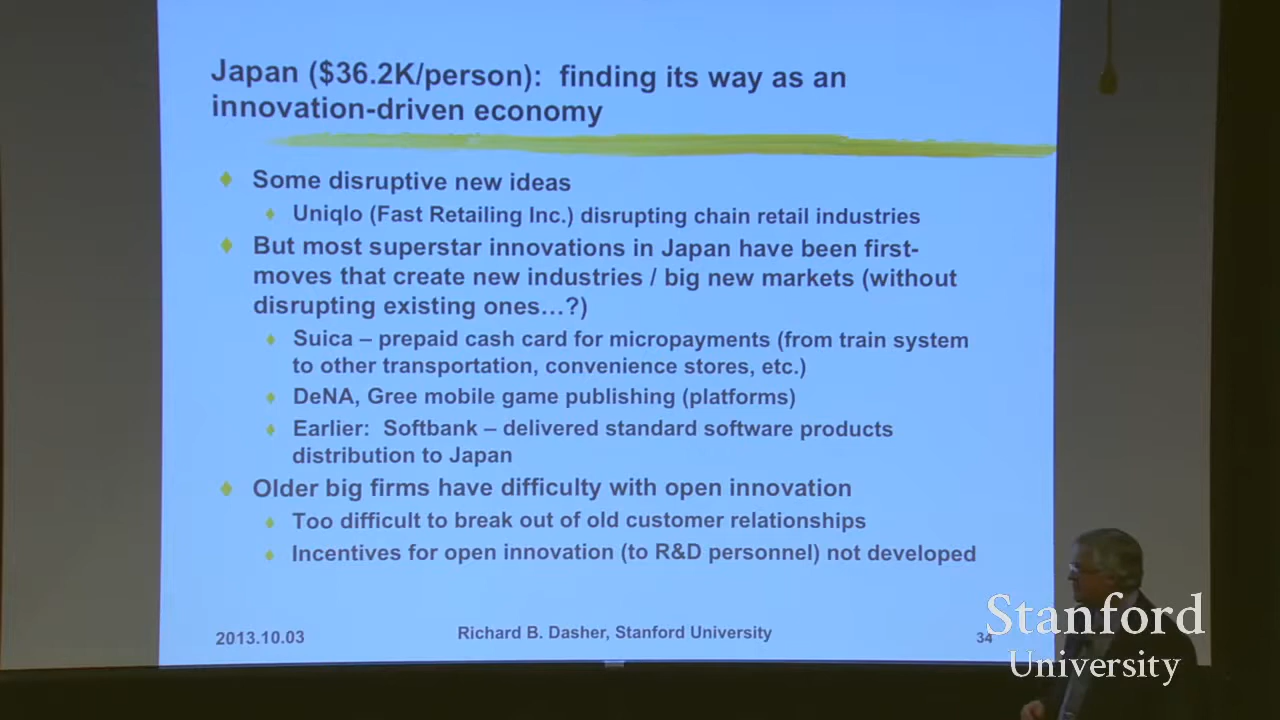 Japan ($36.2K/person): finding its way as an
innovation-driven economy
Some disruptive new ideas
Uniqlo (Fast Retailing Inc.) disrupting chain retail industries
But most superstar innovations in Japan have been first-
moves that create new industries / big new markets (without
disrupting existing ones…?)
Suica – prepaid cash card for micropayments (from train system
to other transportation, convenience stores, etc.)
DeNA, Gree mobile game publishing (platforms)
Earlier: Softbank – delivered standard software products
distribution to Japan
Older big firms have difficulty with open innovation
Too difficult to break out of old customer relationships
Incentives for open innovation (to R&D personnel) not developed
2013.10.03
Richard B. Dasher, Stanford University
34
Stanford
University